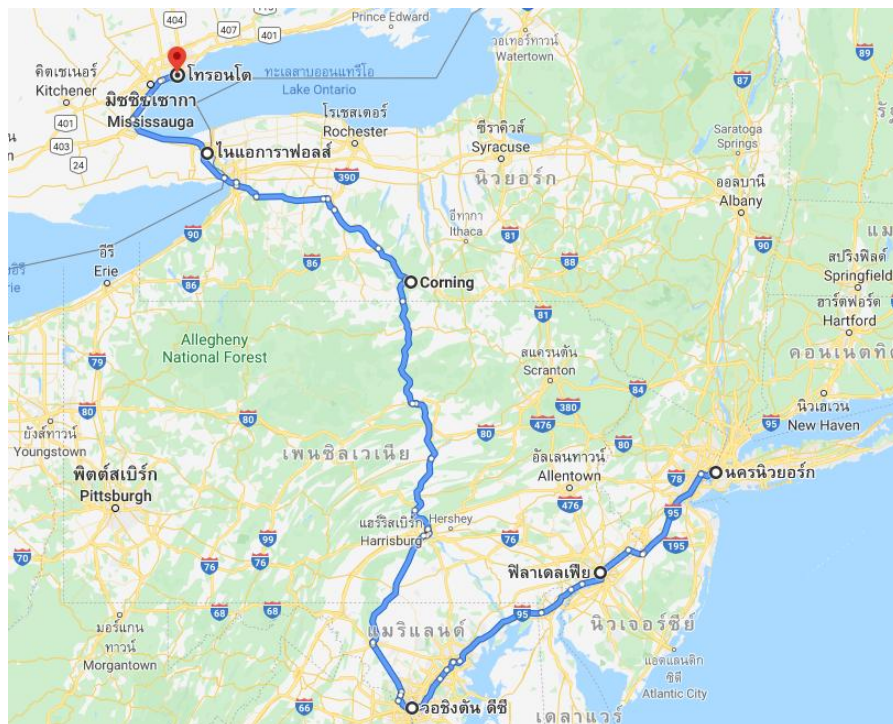 404
407
401
Prince Edward
วอเทอร์ทาวน์
Watertown
89
87
โทรอนโต
ทะเลสาบออนแทรีโอ
Lake Ontario
คิตเชเนอร์
Kitchener
มิซซิซอซากา
Mississauga
401
403
24
ไนแอการาฟอลส์
โรเชสเตอร์
Rochester
ซีราคิวส์
Syracuse
Saratoga
Springs
390
นิวยอร์ก
ออลบานี
Albany
90
อีทากา
Ithaca
81
88
86
90
อีรี
Erie
86
Corning
สปริงฟิลด์
Springfield
ฮาร์ตฟอร์ด
Hartford
81
Allegheny
National Forest
79
สแครนตัน
Scranton
84
คอนเนตทิ
80
80
380
476
80
80
95
นิวเฮเวน
New Haven
ยังส์ทาวน์
Youngstown
เพนซิลเวเนีย
อัลเลนทาวน์
Allentown
476
78
นครนิวยอร์ก
พิตต์สเบิร์ก
Pittsburgh
แฮร์ริสเบิร์ก
Harrisburg
Hershey
76
95
195
70
76
99
76
ฟิลาเดลเฟีย
68
68
95
มอร์แกน
ทาวน์
Morgantown
แมริแลนด์
นิวเจอร์ซีย์
แอตแลนติก
ซิตี
Atlantic City
66
วอชิงตัน ดีซี
เดลาแวร์